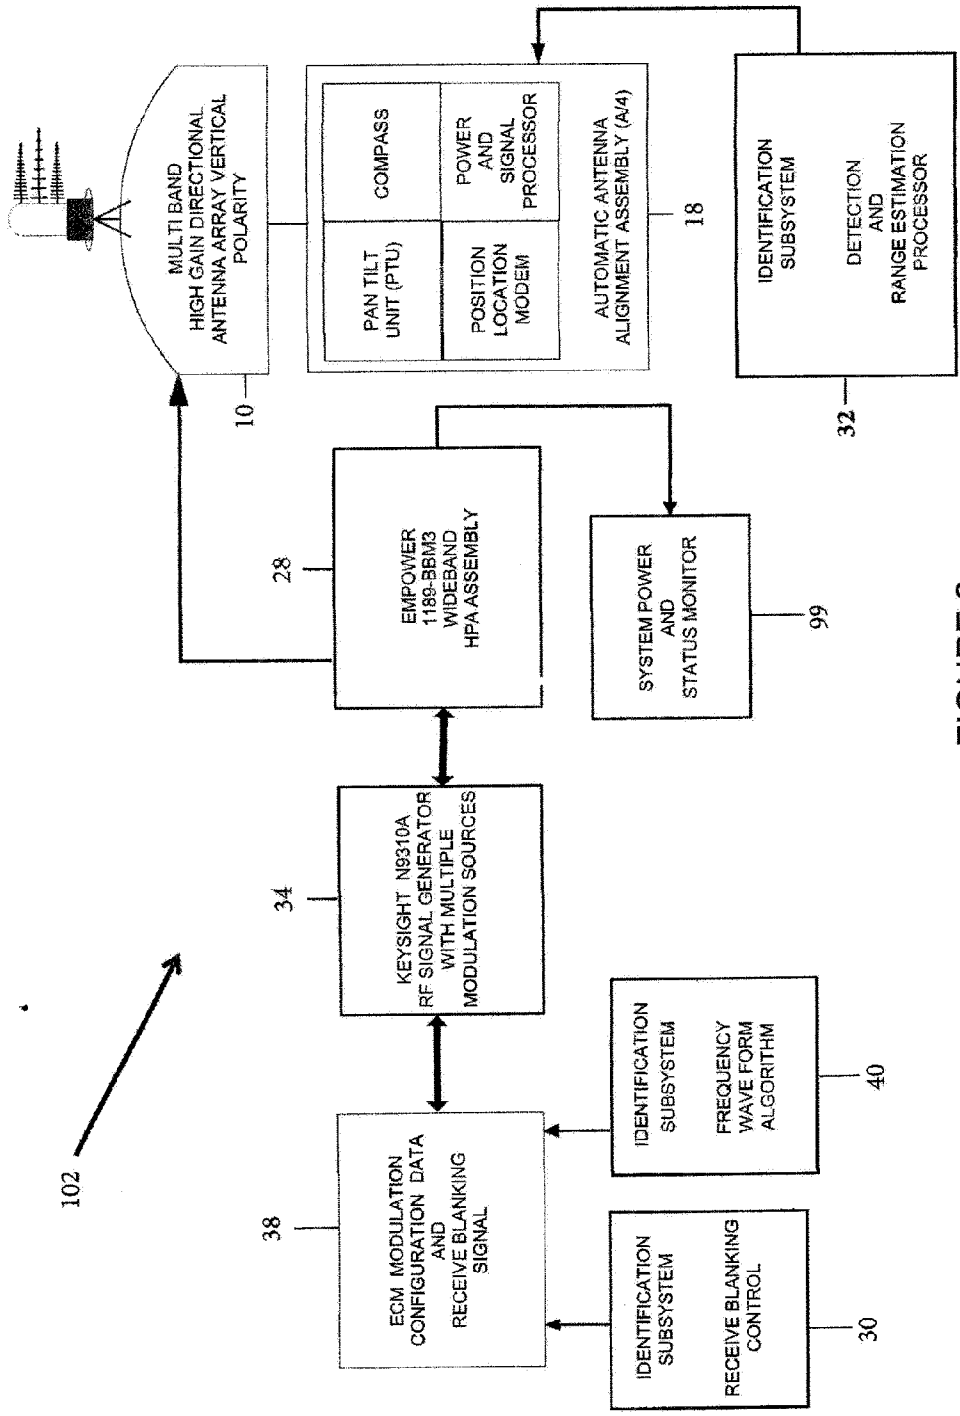 102
MULTI BAND
HIGH GAIN DIRECTIONAL
ANTENNA ARRAY VERTICAL
POLARITY
10
38
ECM MODULATION
CONFIGURATION DATA
AND
RECEIVE BLANKING
SIGNAL
34
KEYSIGHT N9310A
RF SIGNAL GENERATOR
WITH MULTIPLE
MODULATION SOURCES
28
EMPOWER
1189-BBM3
WIDEBAND
HPA ASSEMBLY
PAN TILT
UNIT (PTU)
COMPASS
POSITION
LOCATION
MODEM
POWER
AND
SIGNAL
PROCESSOR
AUTOMATIC ANTENNA
ALIGNMENT ASSEMBLY (A/4)
18
IDENTIFICATION
SUBSYSTEM
RECEIVE BLANKING
CONTROL
30
IDENTIFICATION
SUBSYSTEM
FREQUENCY
WAVE FORM
ALGORITHM
40
SYSTEM POWER
AND
STATUS MONITOR
99
IDENTIFICATION
SUBSYSTEM
DETECTION
AND
RANGE ESTIMATION
PROCESSOR
32
FIGURE